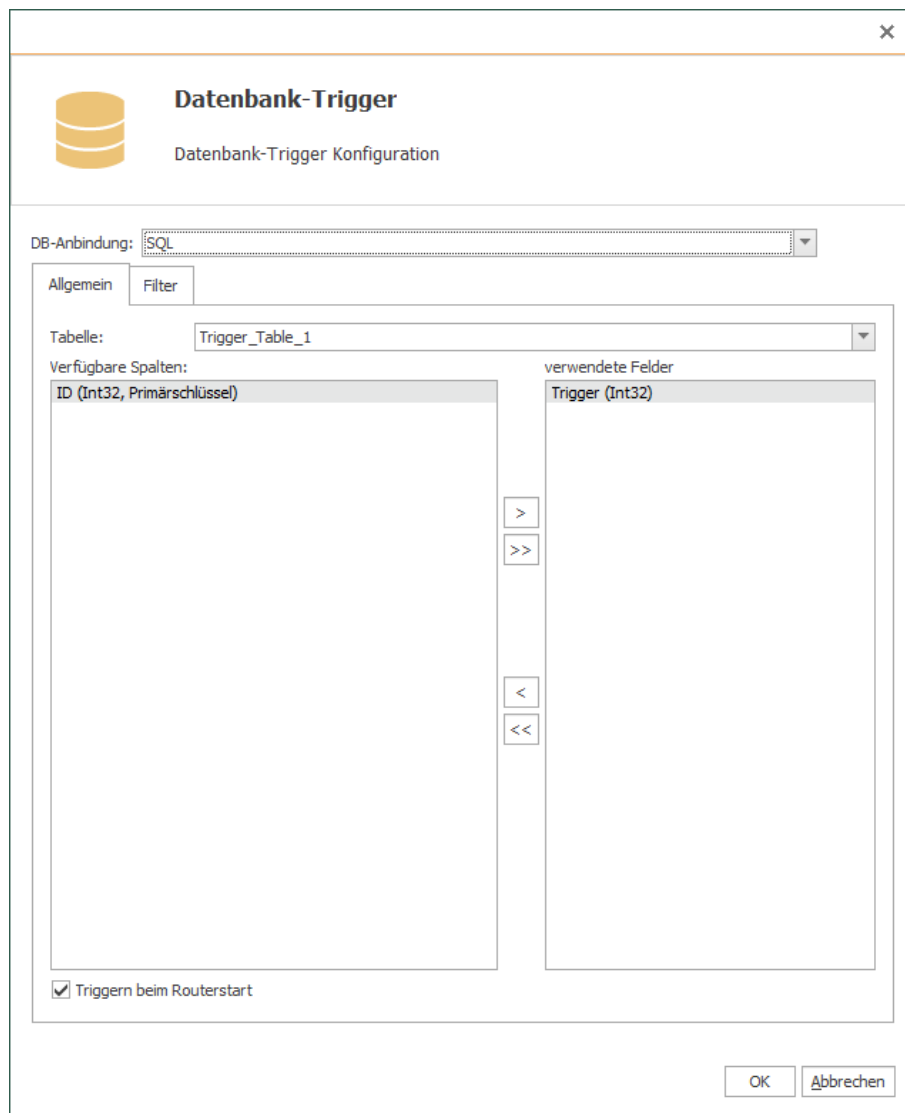 Datenbank-Trigger
Datenbank-Trigger Konfiguration
DB-Anbindung: SQL
Allgemein Filter
Tabelle: Trigger_Table_1
Verfügbare Spalten: verwendete Felder
ID (Int32, Primärschlüssel) Trigger (Int32)
>
>>
<
<<
Triggern beim Routerstart
OK Abbrechen